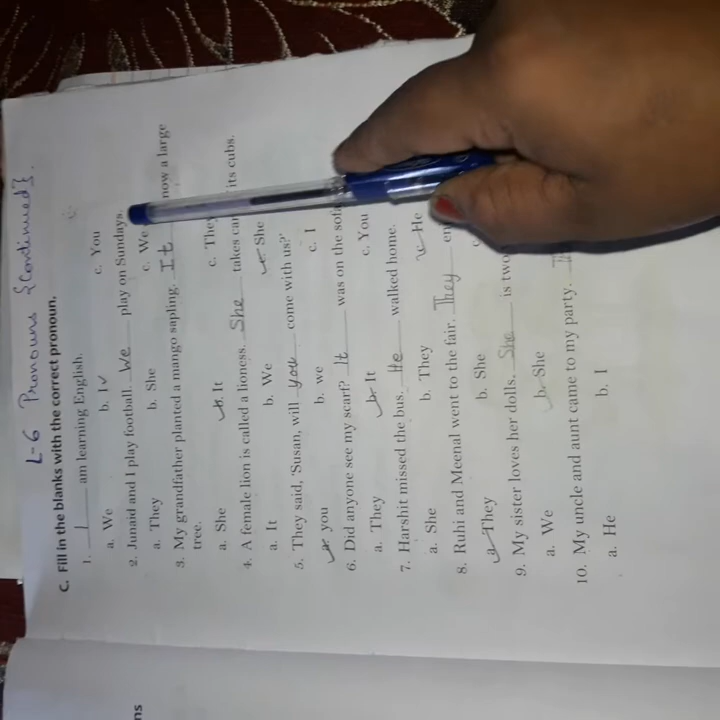 L-6 Pronouns {Continued}.
C. Fill in the blanks with the correct pronoun.
1. I am learning English.
a. We b. I ✓ c. You
2. Junaid and I play football. We play on Sundays.
a. They b. She c. We
3. My grandfather planted a mango sapling. It now a large
tree.
a. She b. It c. They
4. A female lion is called a lioness. She takes car its cubs.
a. It b. We c. She
5. They said, 'Susan, will you come with us?'
a. you b. we c. I
6. Did anyone see my scarf? It was on the sofa
a. They b. It c. You
7. Harshit missed the bus. He walked home.
a. She b. They c. He
8. Ruhi and Meenal went to the fair. They en
a. They b. She c
9. My sister loves her dolls. She is two
a. We b. She
10. My uncle and aunt came to my party.
a. He b. I
ns